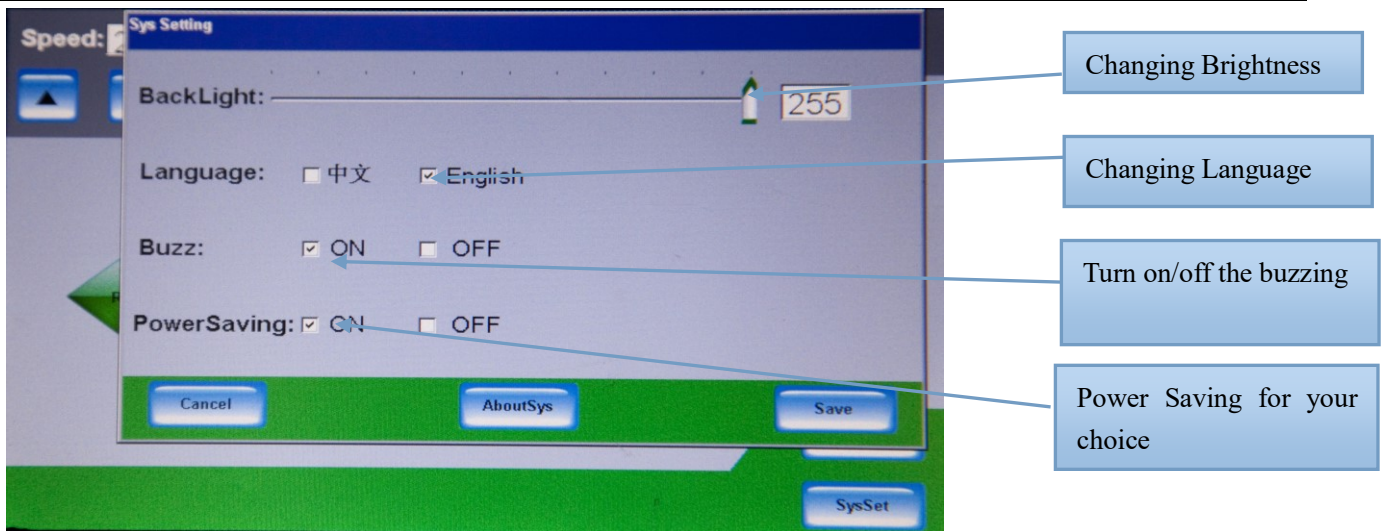 Speed:
Sys Setting
BackLight: 255
Language: 中文 English
Buzz: ON OFF
PowerSaving: ON OFF
Cancel AboutSys Save
SysSet
Changing Brightness
Changing Language
Turn on/off the buzzing
Power Saving for your
choice